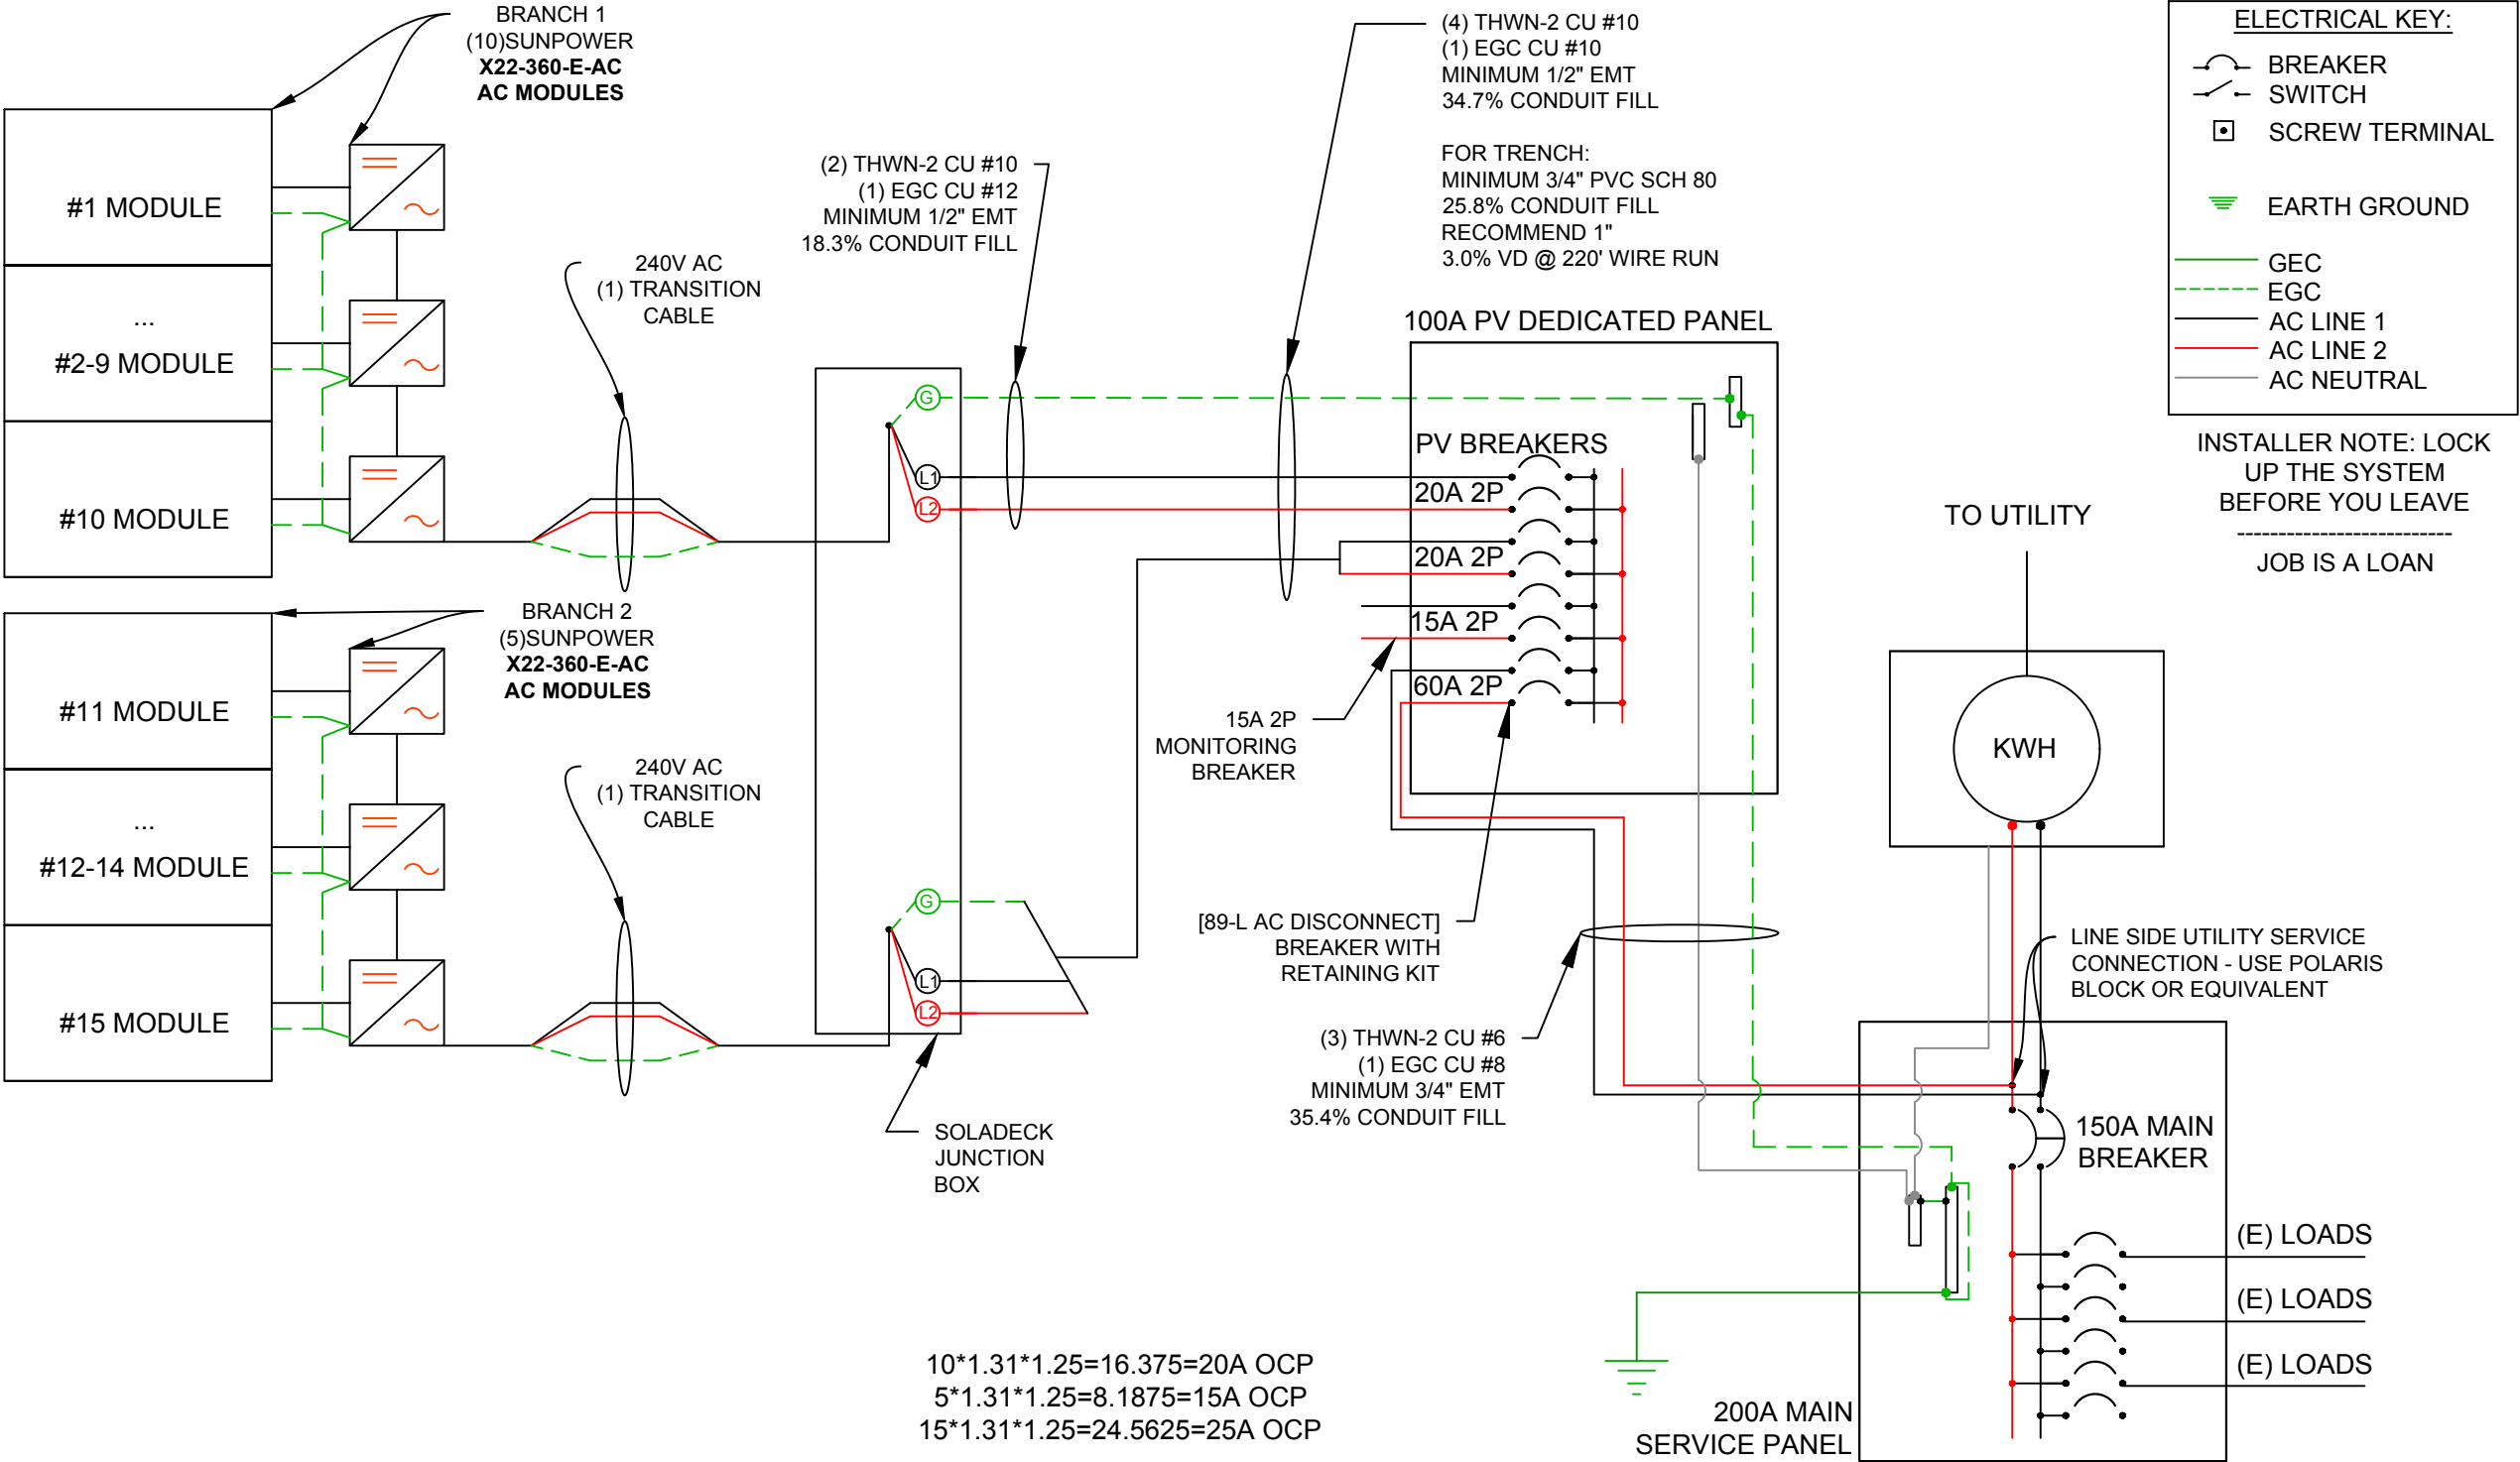 BRANCH 1
(10)SUNPOWER
X22-360-E-AC
AC MODULES
#1 MODULE
...
#2-9 MODULE
#10 MODULE
240V AC
(1) TRANSITION
CABLE
(2) THWN-2 CU #10
(1) EGC CU #12
MINIMUM 1/2" EMT
18.3% CONDUIT FILL
(4) THWN-2 CU #10
(1) EGC CU #10
MINIMUM 1/2" EMT
34.7% CONDUIT FILL
FOR TRENCH:
MINIMUM 3/4" PVC SCH 80
25.8% CONDUIT FILL
RECOMMEND 1"
3.0% VD @ 220' WIRE RUN
ELECTRICAL KEY:
BREAKER
SWITCH
SCREW TERMINAL
EARTH GROUND
GEC
EGC
AC LINE 1
AC LINE 2
AC NEUTRAL
INSTALLER NOTE: LOCK
UP THE SYSTEM
BEFORE YOU LEAVE
--------------------------
JOB IS A LOAN
100A PV DEDICATED PANEL
G
L1
L2
PV BREAKERS
20A 2P
20A 2P
15A 2P
60A 2P
15A 2P
MONITORING
BREAKER
[89-L AC DISCONNECT]
BREAKER WITH
RETAINING KIT
(3) THWN-2 CU #6
(1) EGC CU #8
MINIMUM 3/4" EMT
35.4% CONDUIT FILL
TO UTILITY
KWH
LINE SIDE UTILITY SERVICE
CONNECTION - USE POLARIS
BLOCK OR EQUIVALENT
BRANCH 2
(5)SUNPOWER
X22-360-E-AC
AC MODULES
#11 MODULE
...
#12-14 MODULE
#15 MODULE
240V AC
(1) TRANSITION
CABLE
G
L1
L2
SOLADECK
JUNCTION
BOX
150A MAIN
BREAKER
(E) LOADS
(E) LOADS
(E) LOADS
200A MAIN
SERVICE PANEL
10*1.31*1.25=16.375=20A OCP
5*1.31*1.25=8.1875=15A OCP
15*1.31*1.25=24.5625=25A OCP